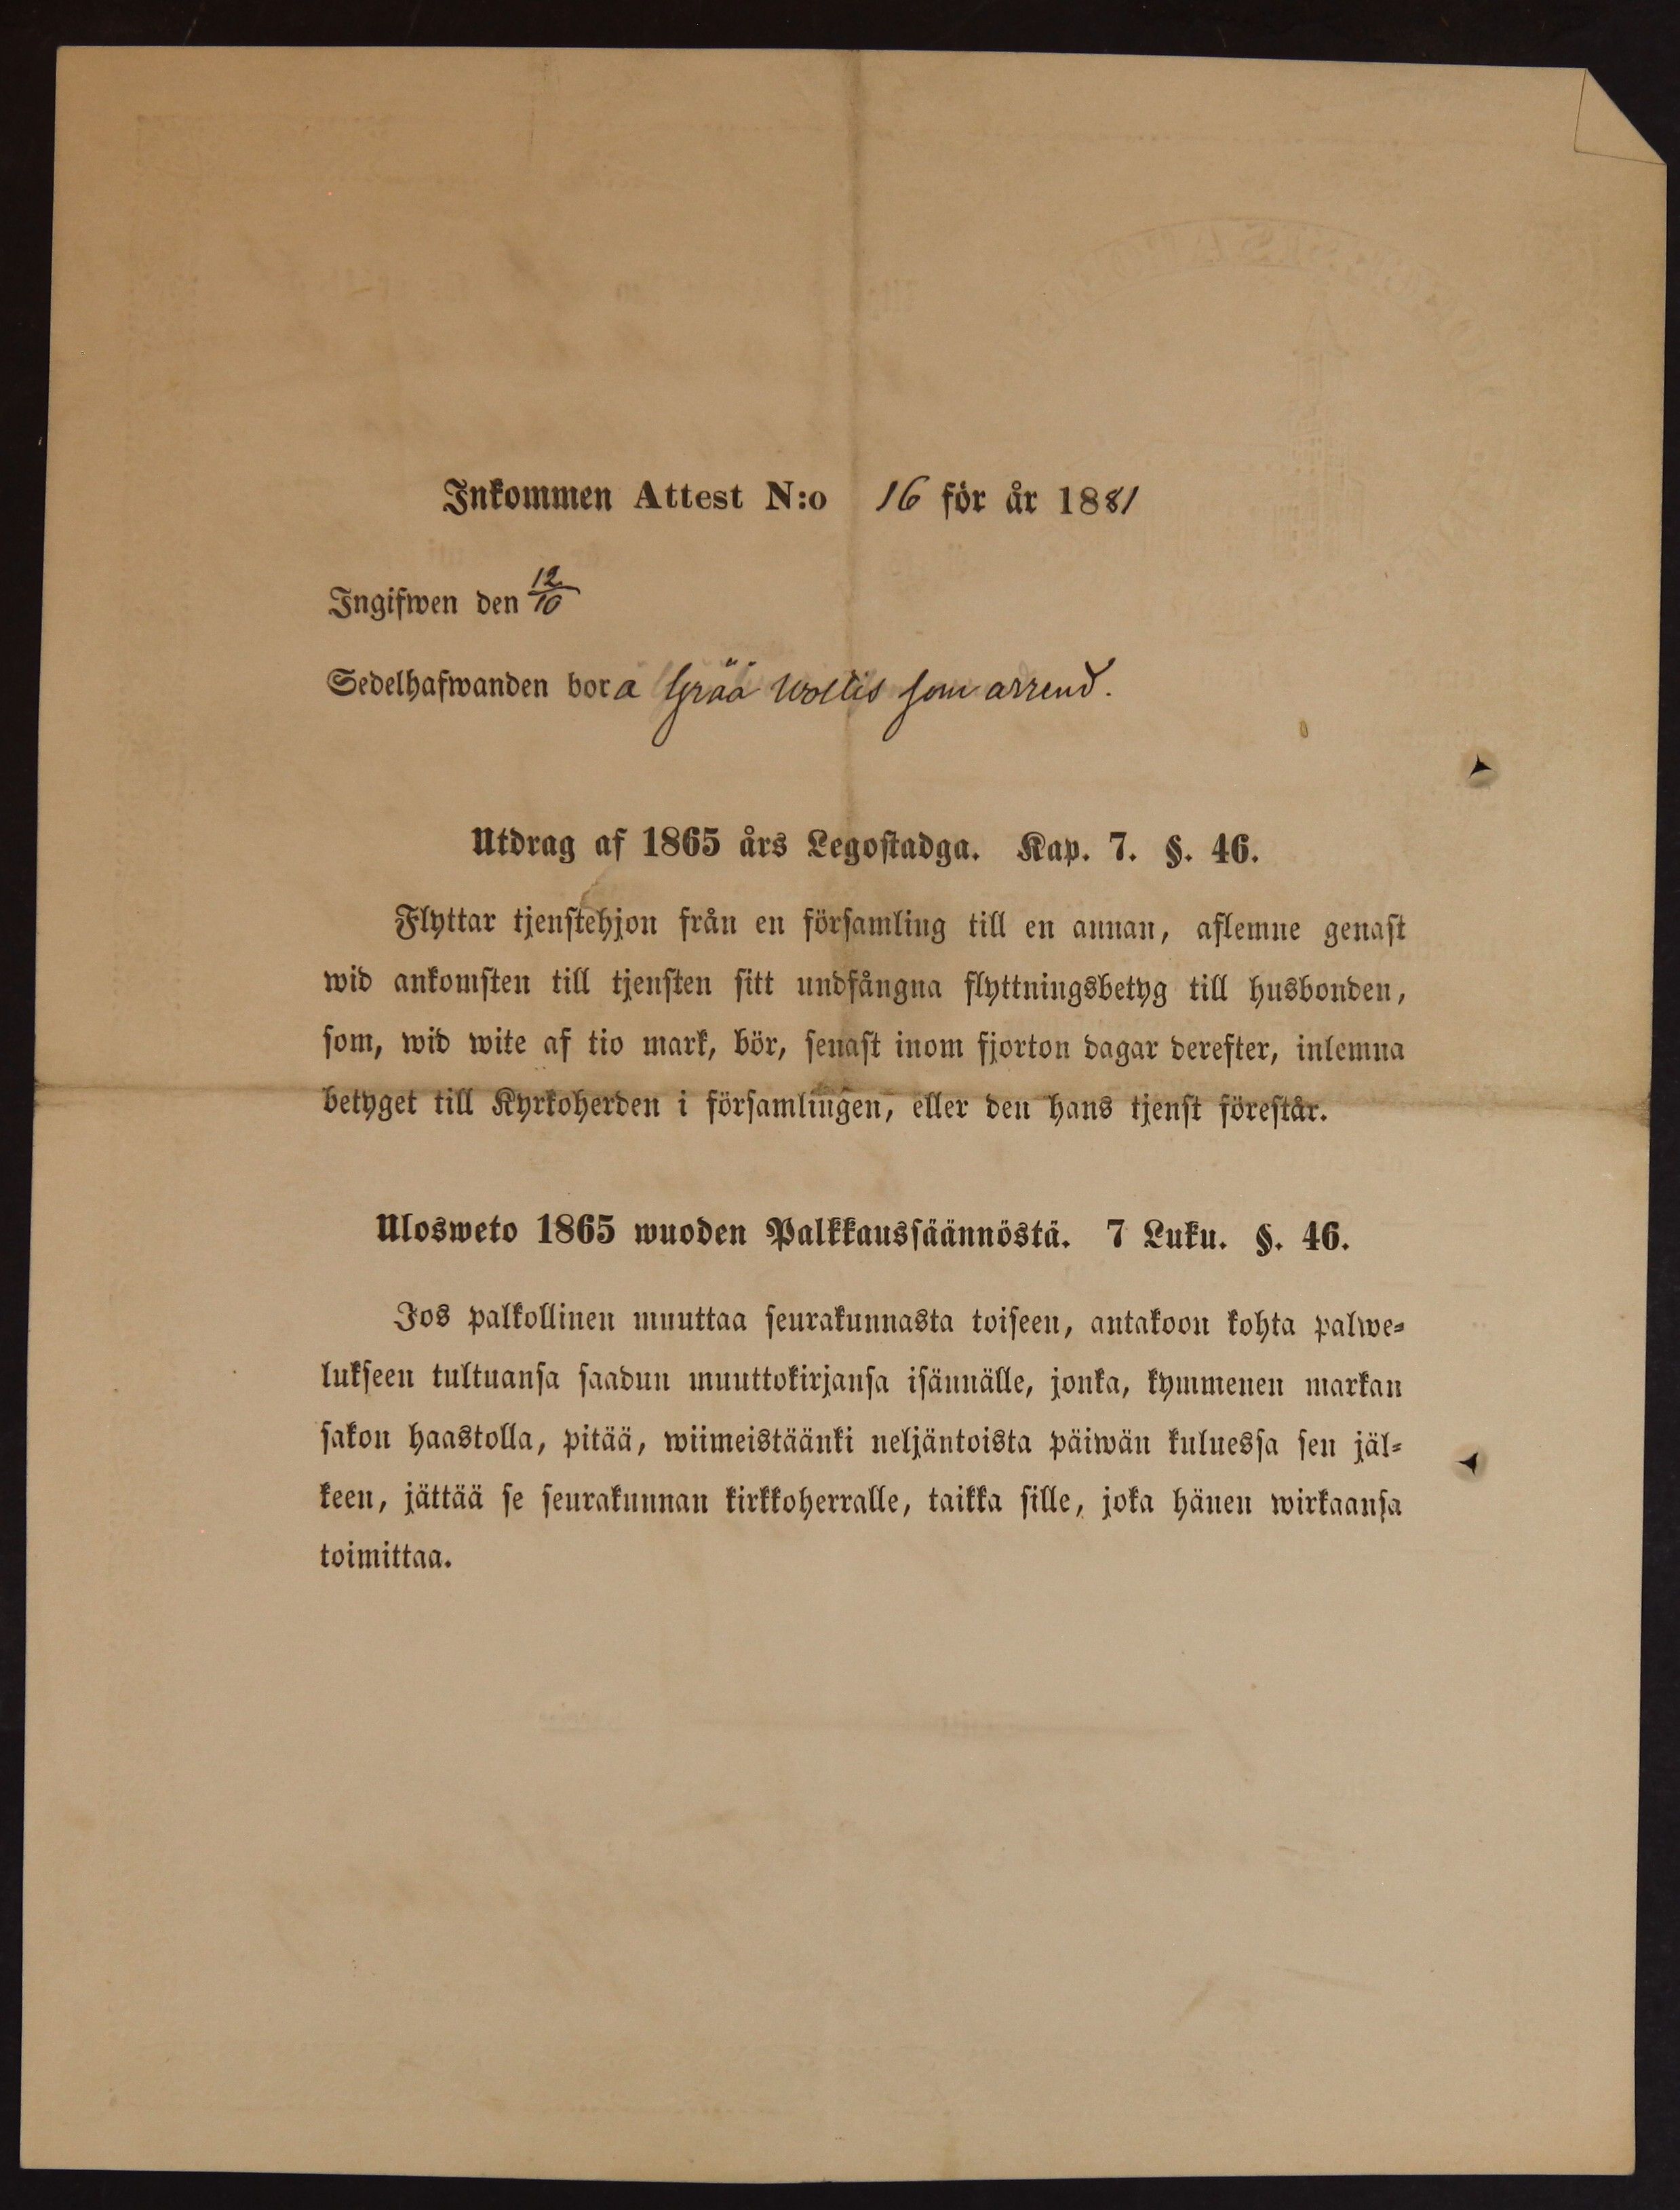 Inkommen Attest N:o 16 för år 1881
Ingifwen den 12/10
Sedelhafwanden bor å Grää Wollis som arrend.
Utdrag af 1865 års Legostadga. Kap. 7. §. 46.
Flyttar tjenstehjon från en församling till en annan, aflemne genast
wid ankomsten till tjensten sitt undfångna flyttningsbetyg till husbonden,
som, wid wite af tio mark, bör, senast inom fjorton dagar derefter, inlemna
betyget till Kyrkoherden i församlingen, eller den hans tjenst förestår.
Ulosweto 1865 wuoden Palkkaussäännöstä. 7 Luku. §. 46.
Jos palkollinen muuttaa seurakunnasta toiseen, antakoon kohta palwe=
lukseen tultuansa saadun muuttokirjansa isännälle, jonka, kymmenen markan
sakon haastolla, pitää, wiimeistäänki neljäntoista päiwän kuluessa sen jäl=
keen, jättää se seurakunnan kirkkoherralle, taikka sille, joka hänen wirkaansa
toimittaa.